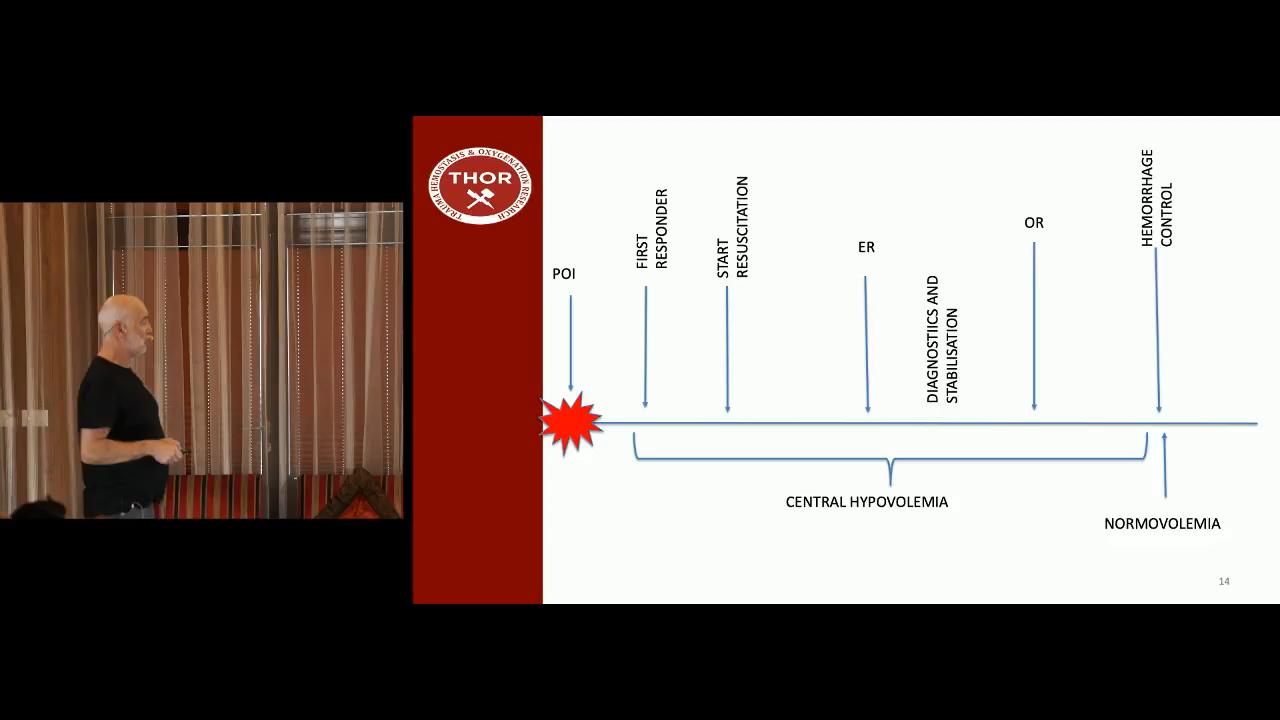 TRAUMA HEMOSTASIS & OXYGENATION RESEARCH
THOR
POI
FIRST
RESPONDER
START
RESUSCITATION
ER
DIAGNOSTIICS AND
STABILISATION
OR
HEMORRHAGE
CONTROL
CENTRAL HYPOVOLEMIA
NORMOVOLEMIA
14